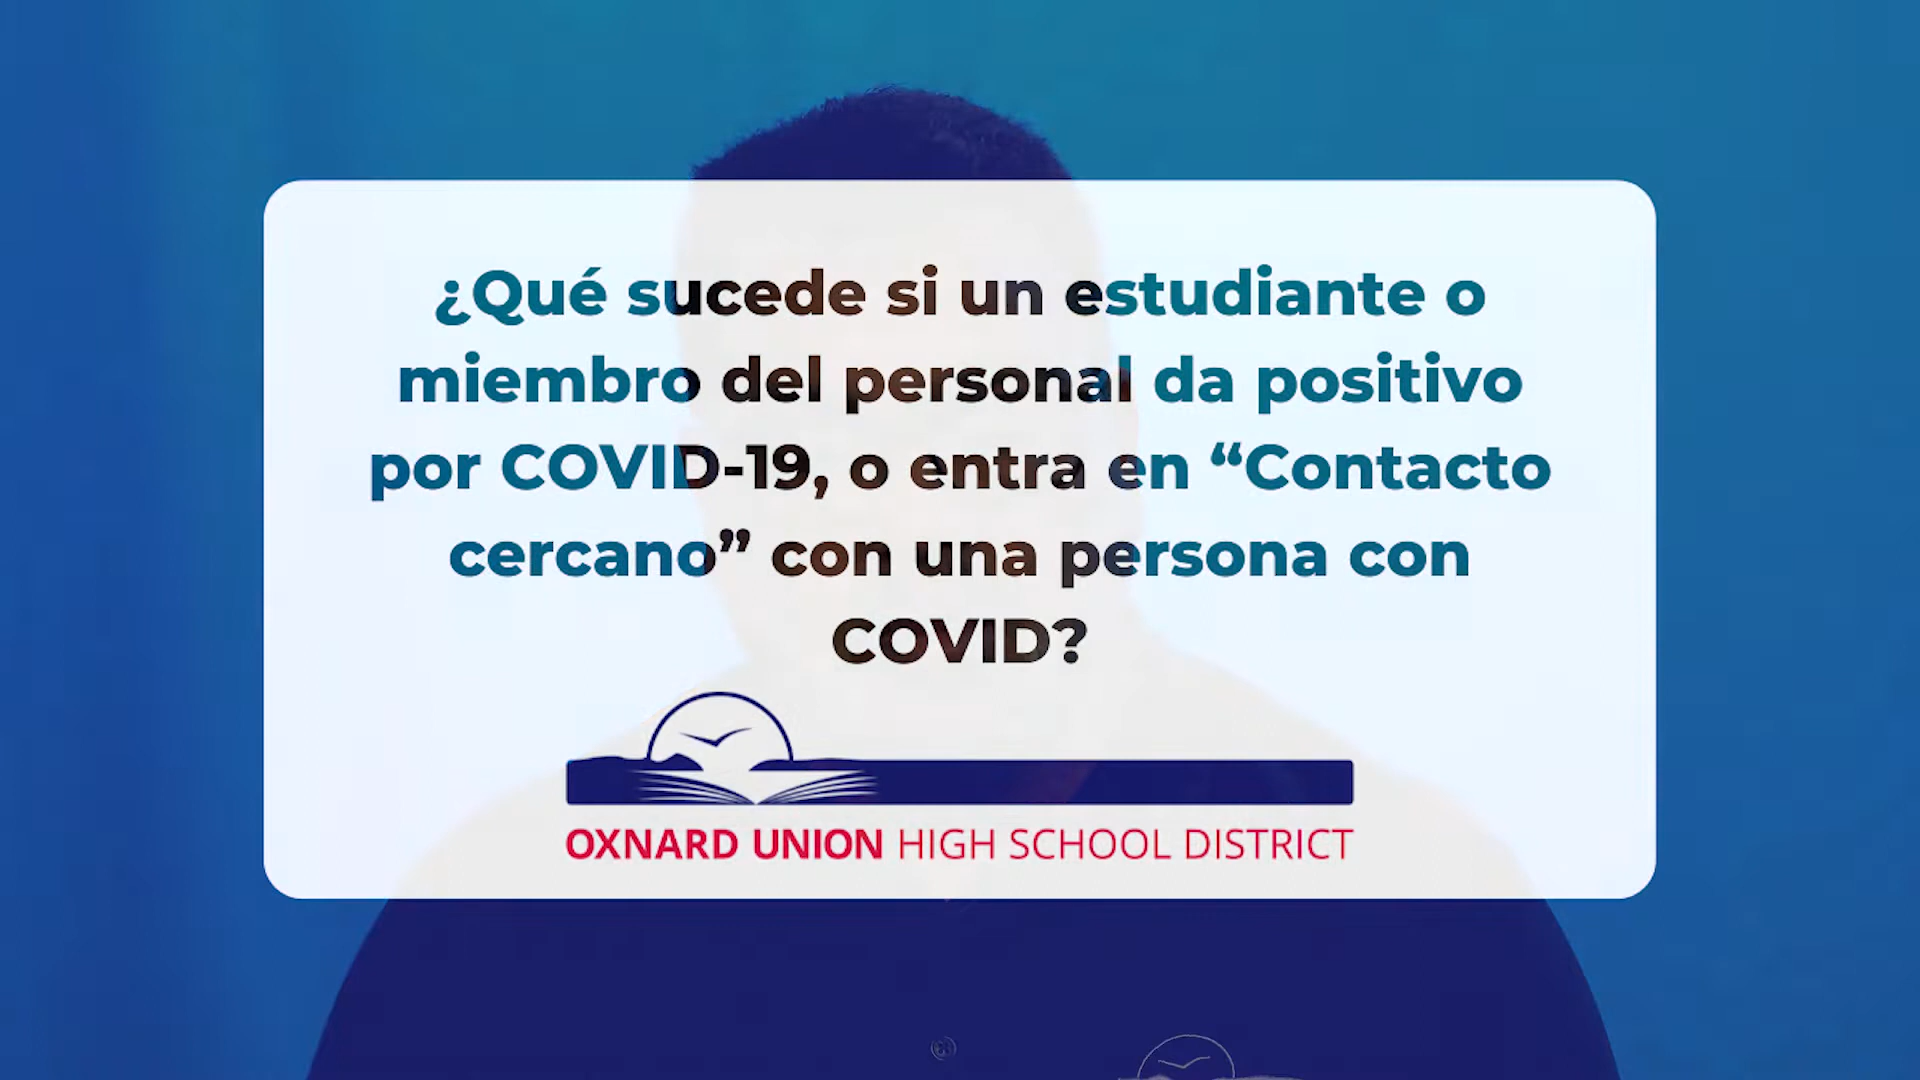 ¿Qué sucede si un estudiante o
miembro del personal da positivo
por COVID-19, o entra en “Contacto
cercano” con una persona con
COVID?
OXNARD UNION HIGH SCHOOL DISTRICT